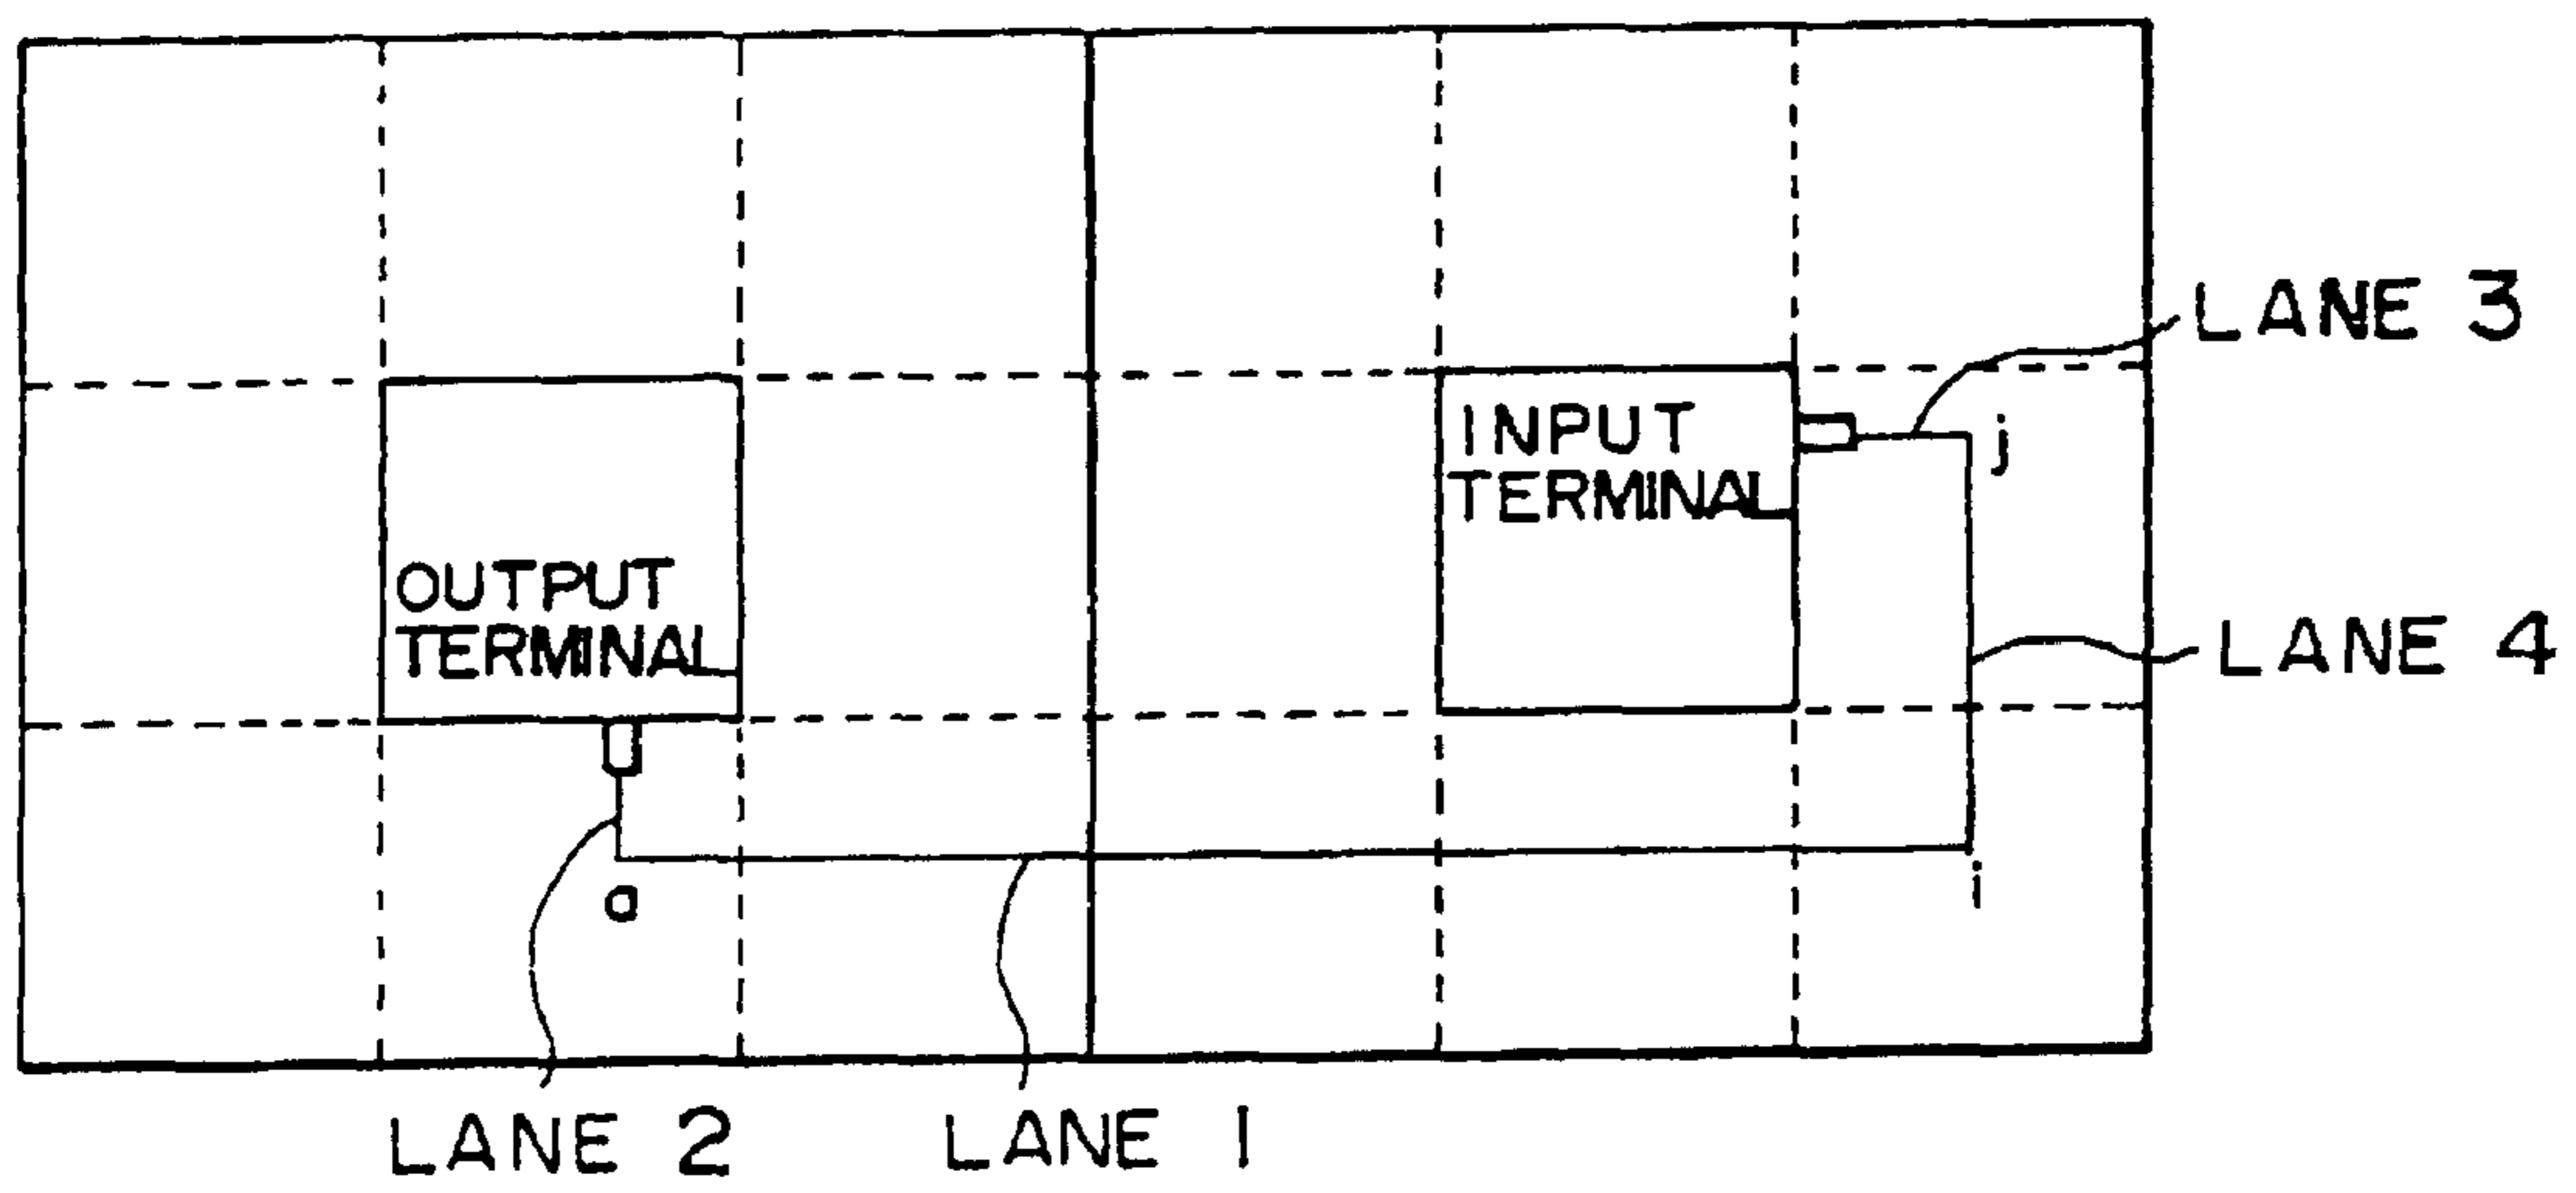 LANE 3
INPUT
TERMINAL
j
OUTPUT
TERMINAL
LANE 4
a
i
LANE 2
LANE 1